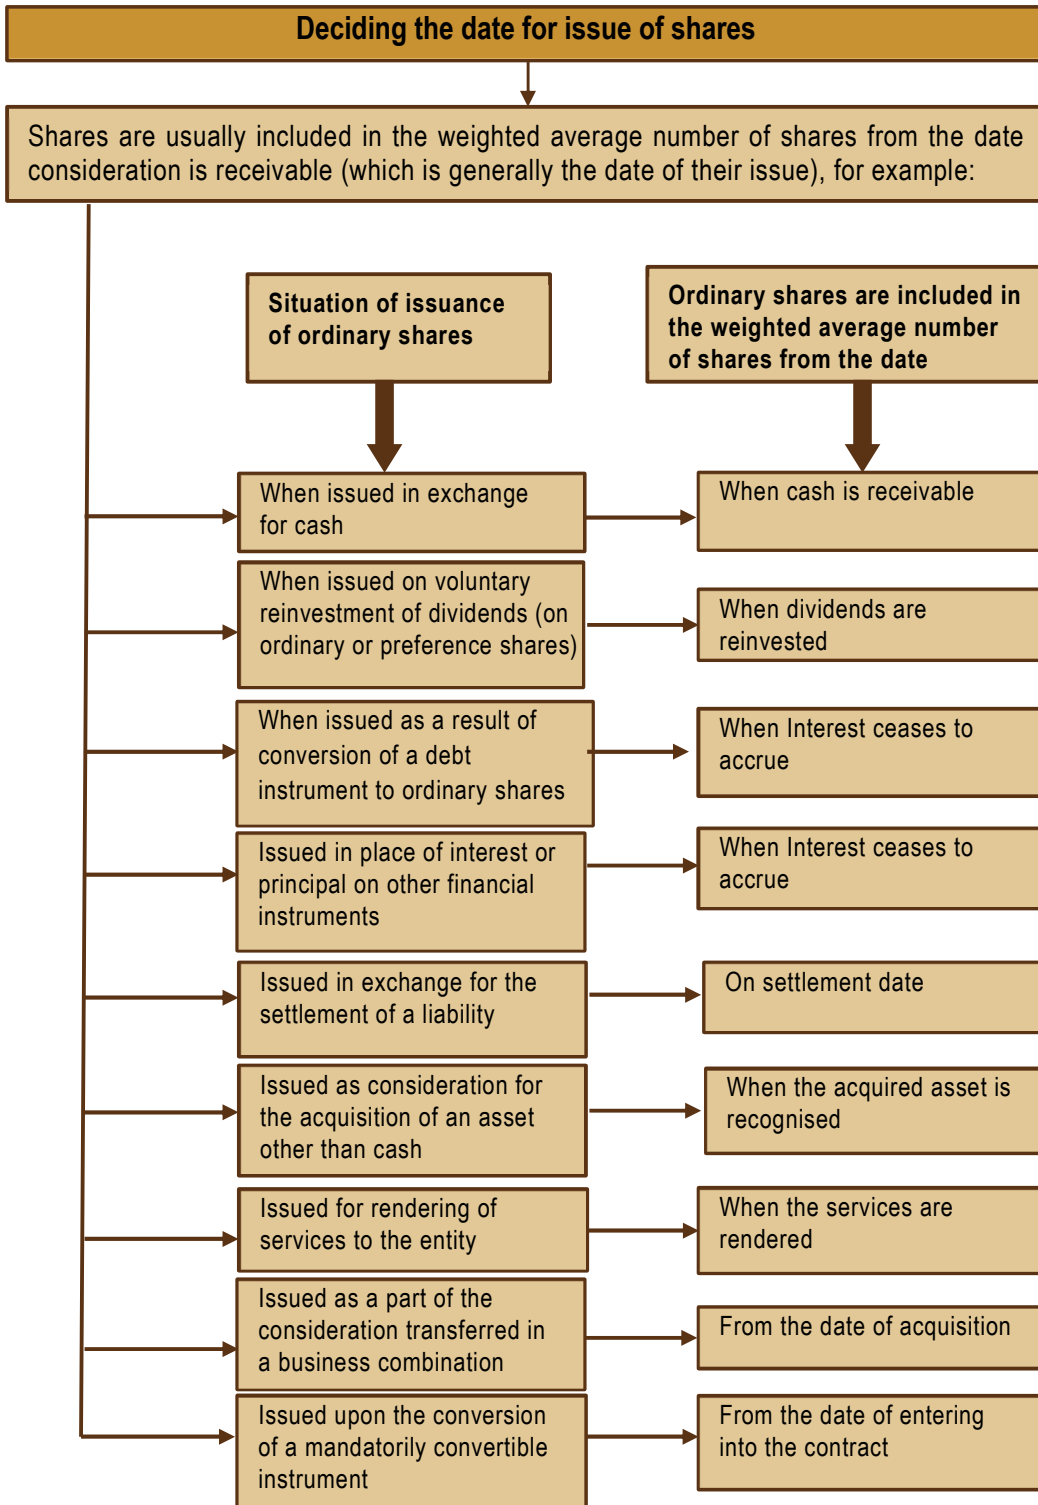 Deciding the date for issue of shares
Shares are usually included in the weighted average number of shares from the date
consideration is receivable (which is generally the date of their issue), for example:
Situation of issuance
of ordinary shares
Ordinary shares are included in
the weighted average number
of shares from the date
When issued in exchange
for cash
When cash is receivable
When issued on voluntary
reinvestment of dividends (on
ordinary or preference shares)
When dividends are
reinvested
When issued as a result of
conversion of a debt
instrument to ordinary shares
When Interest ceases to
accrue
Issued in place of interest or
principal on other financial
instruments
When Interest ceases to
accrue
Issued in exchange for the
settlement of a liability
On settlement date
Issued as consideration for
the acquisition of an asset
other than cash
When the acquired asset is
recognised
Issued for rendering of
services to the entity
When the services are
rendered
Issued as a part of the
consideration transferred in
a business combination
From the date of acquisition
Issued upon the conversion
of a mandatorily convertible
instrument
From the date of entering
into the contract